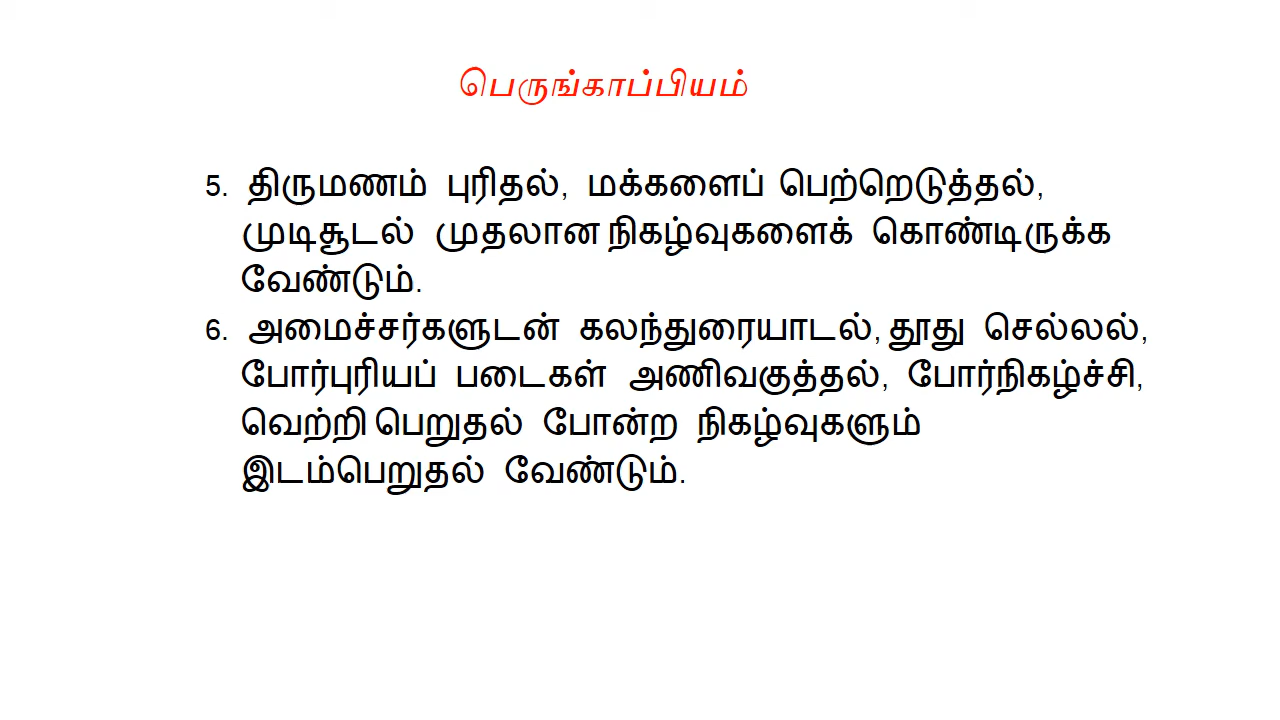 பெருங்காப்பியம்
5. திருமணம் புரிதல், மக்களைப் பெற்றெடுத்தல்,
முடிசூடல் முதலான நிகழ்வுகளைக் கொண்டிருக்க
வேண்டும்.
6. அமைச்சர்களுடன் கலந்துரையாடல், தூது செல்லல்,
போர்புரியப் படைகள் அணிவகுத்தல், போர்நிகழ்ச்சி,
வெற்றி பெறுதல் போன்ற நிகழ்வுகளும்
இடம்பெறுதல் வேண்டும்.